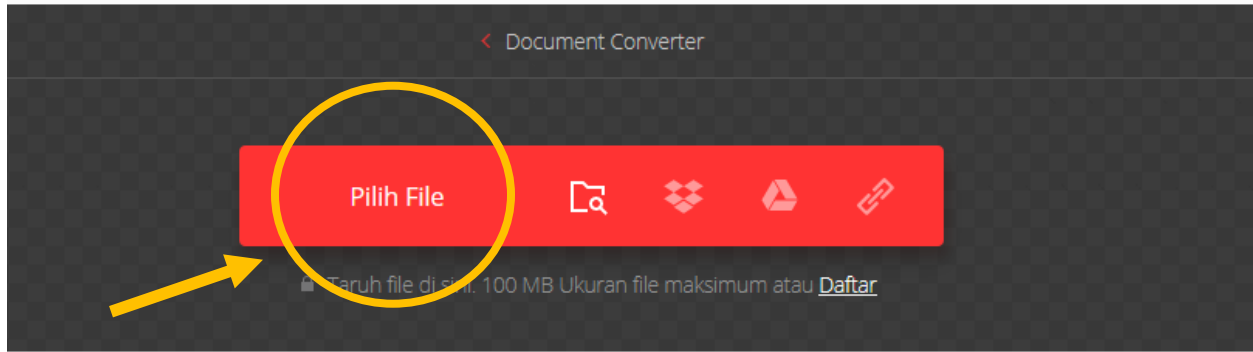 Document Converter
Pilih File
Taruh file di sini. 100 MB Ukuran file maksimum atau Daftar